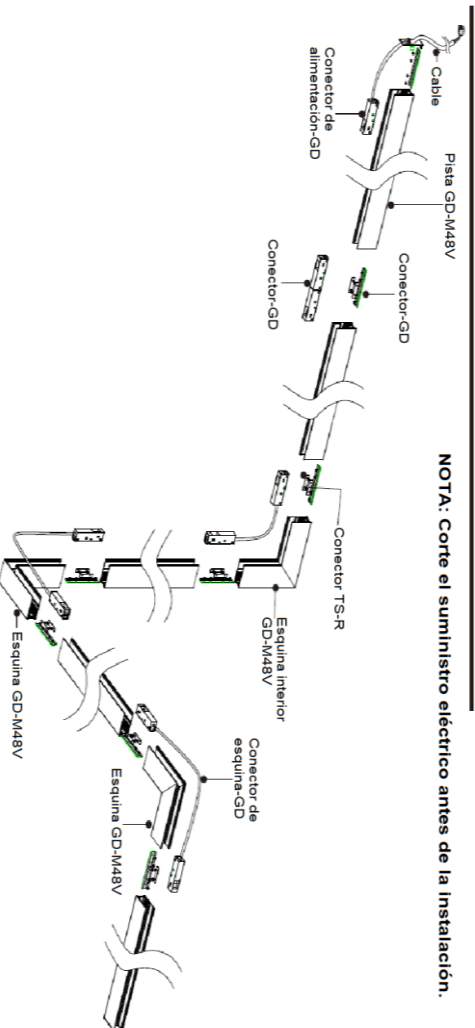 NOTA: Corte el suministro eléctrico antes de la instalación.
Cable
Conector de
alimentación-GD
Pista GD-M48V
Conector-GD
Conector-GD
Conector TS-R
Esquina interior
GD-M48V
Esquina GD-M48V
Conector de
esquina-GD
Esquina GD-M48V